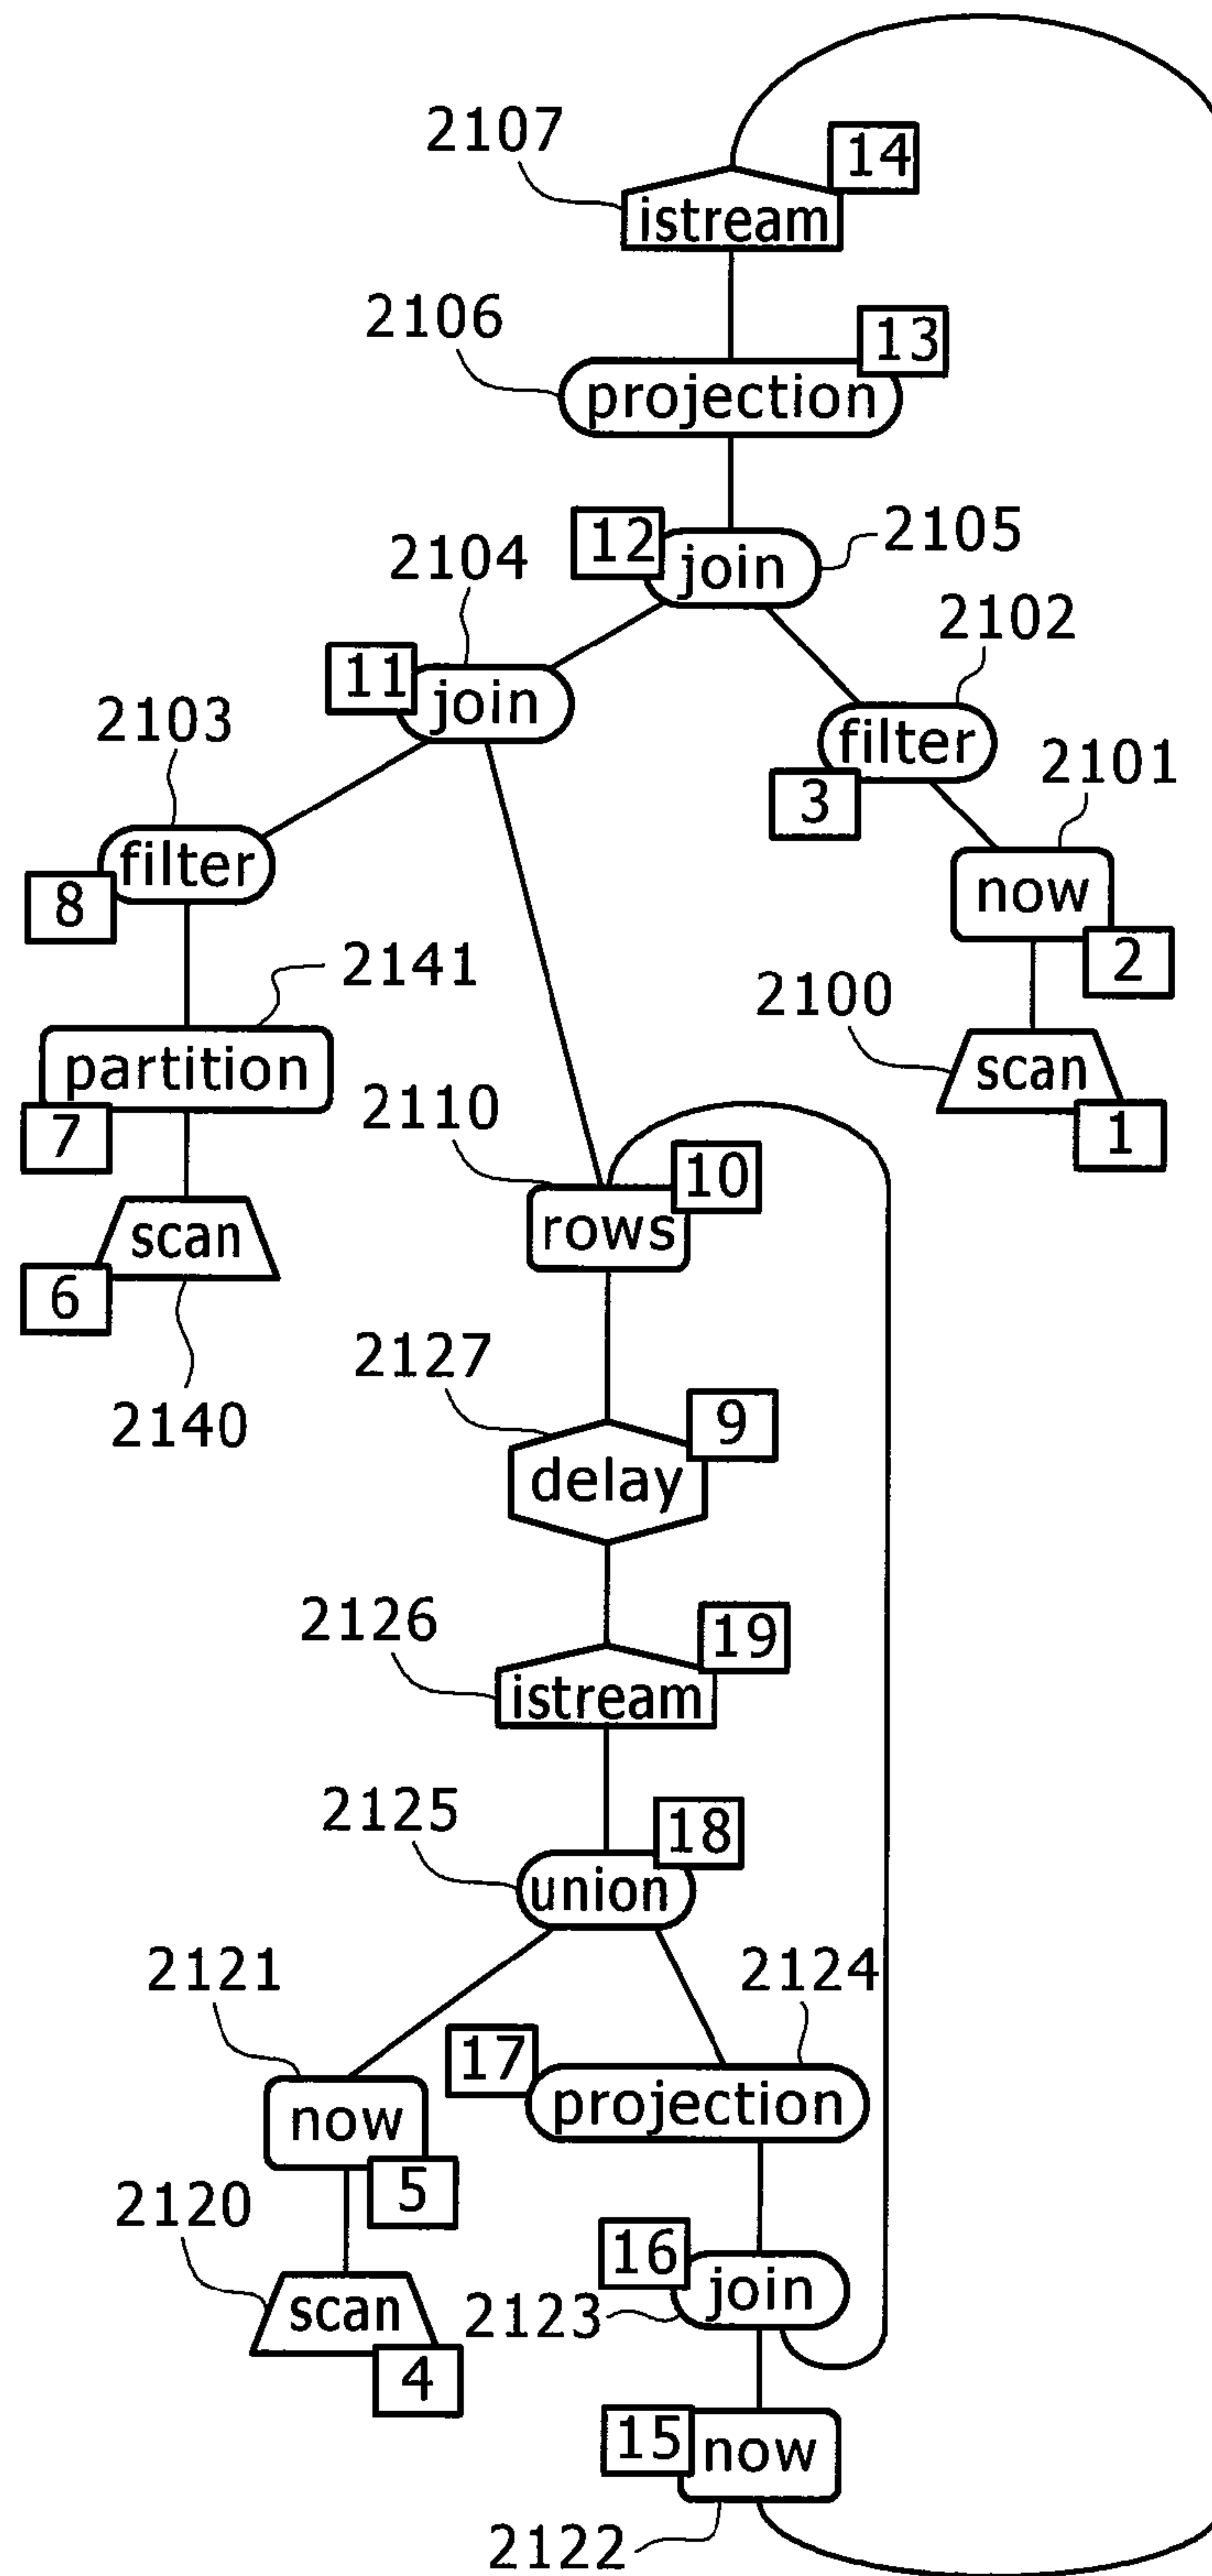 2107
14
istream
2106
13
projection
12
2105
join
2104
2102
11
join
2103
filter
3
2101
filter
8
now
2
2141
2100
scan
1
partition
7
2110
10
rows
scan
6
2140
2127
9
delay
2126
19
istream
2125
18
union
2121
2124
17
projection
now
5
2120
16
join
2123
scan
4
15
now
2122